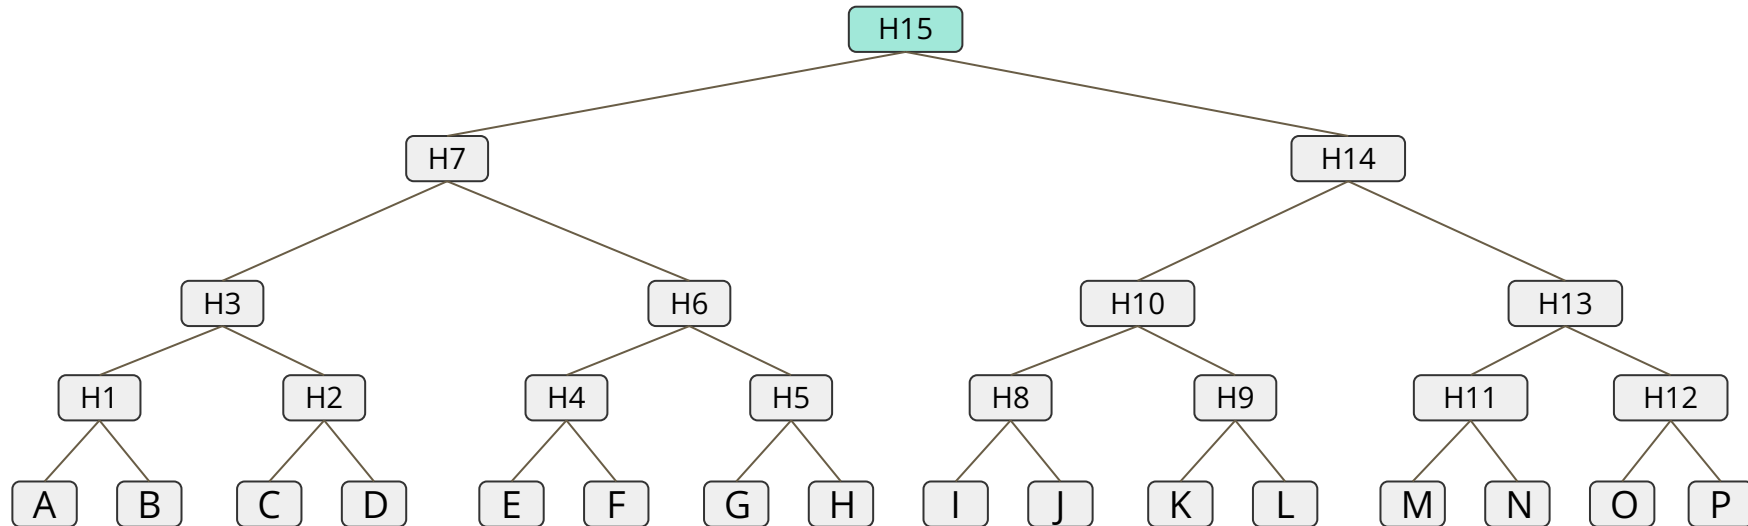 H15
H7 H14
H3 H6 H10 H13
H1 H2 H4 H5 H8 H9 H11 H12
A B C D E F G H I J K L M N O P